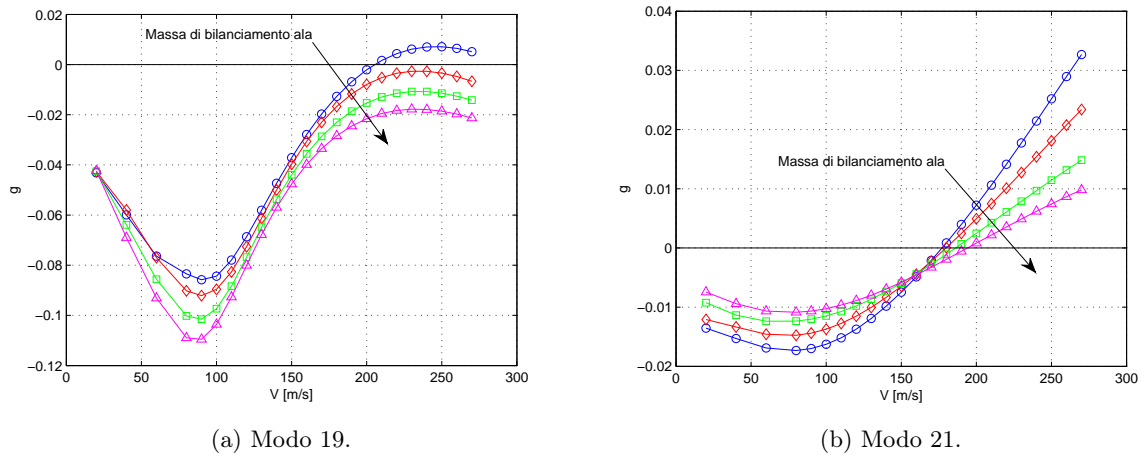 0.02
0
−0.02
−0.04
−0.06
−0.08
−0.1
−0.12
g
Massa di bilanciamento ala
0 50 100 150 200 250 300
V [m/s]
(a) Modo 19.
0.04
0.03
0.02
0.01
0
−0.01
−0.02
g
Massa di bilanciamento ala
0 50 100 150 200 250 300
V [m/s]
(b) Modo 21.